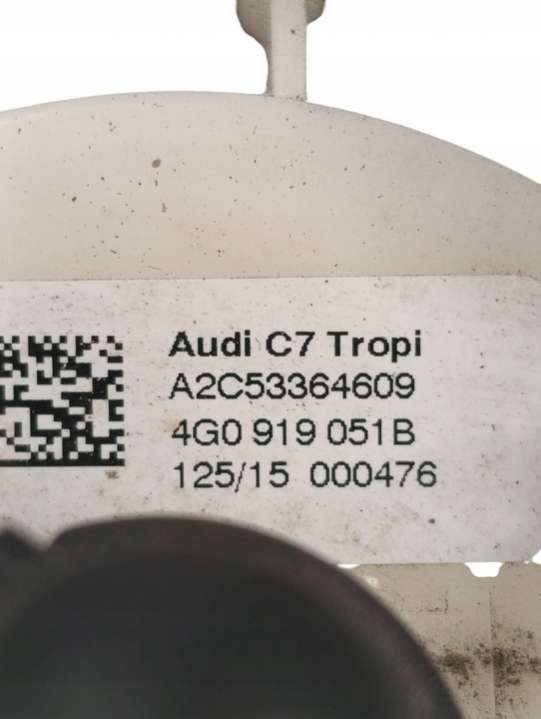 Audi C7 Tropi
A2C53364609
4G0 919 051B
125/15 000476